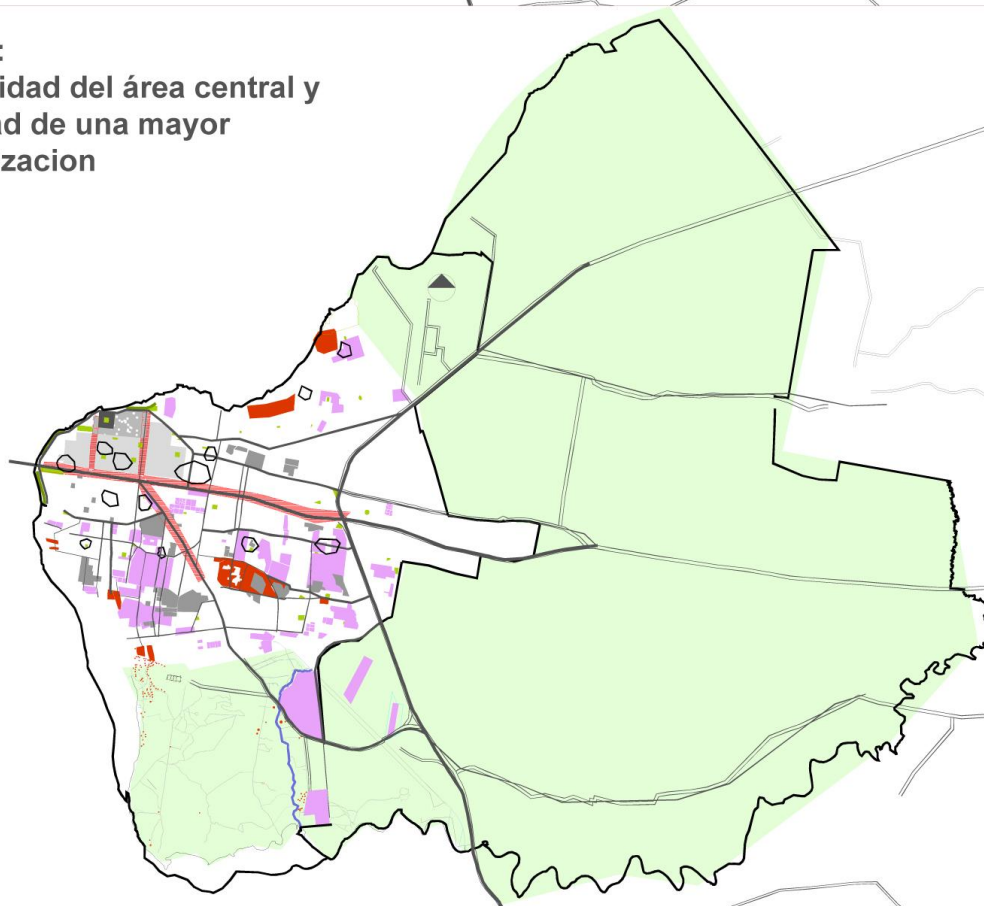 :
idad del área central y
ad de una mayor
zacion